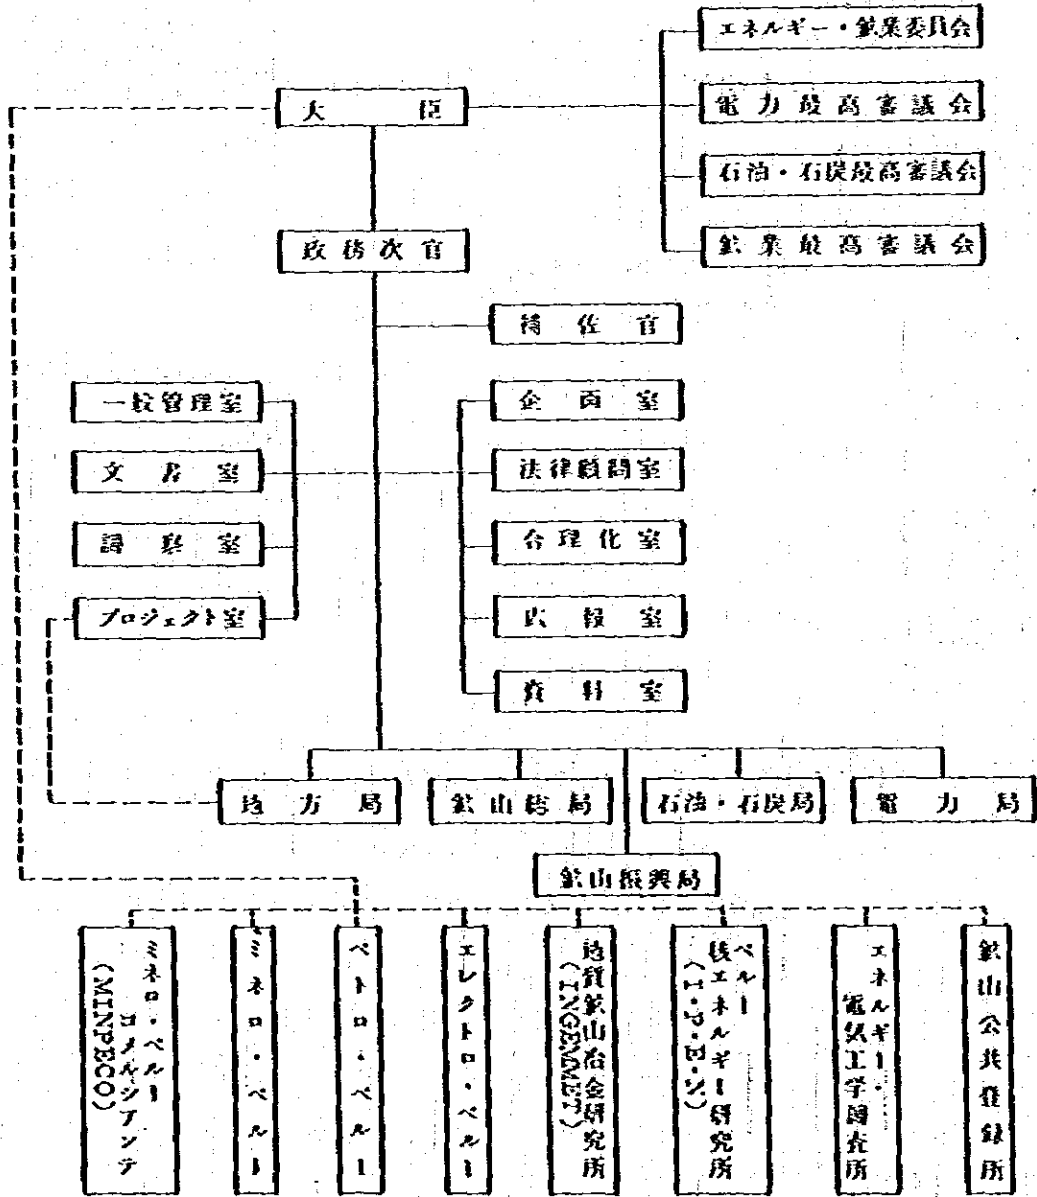 エネルギー・鉱業委員会
大臣
電力最高審議会
石油・石炭最高審議会
政務次官
鉱業最高審議会
補佐官
一般管理室
企画室
文書室
法律顧問室
調整室
合理化室
プロジェクト室
広報室
資料室
地方局
鉱山総局
石油・石炭局
電力局
鉱山振興局
ミネロ・ペルー
コメルシアンテ
(MINPECO)
ミネロ・ペルー
ペトロ・ペルー
エレクトロ・ペルー
地質鉱山冶金研究所
(INGEMMET)
ペルー
核エネルギー研究所
(I・P・E・N)
エネルギー・
電気工学調査所
鉱山公共登録所